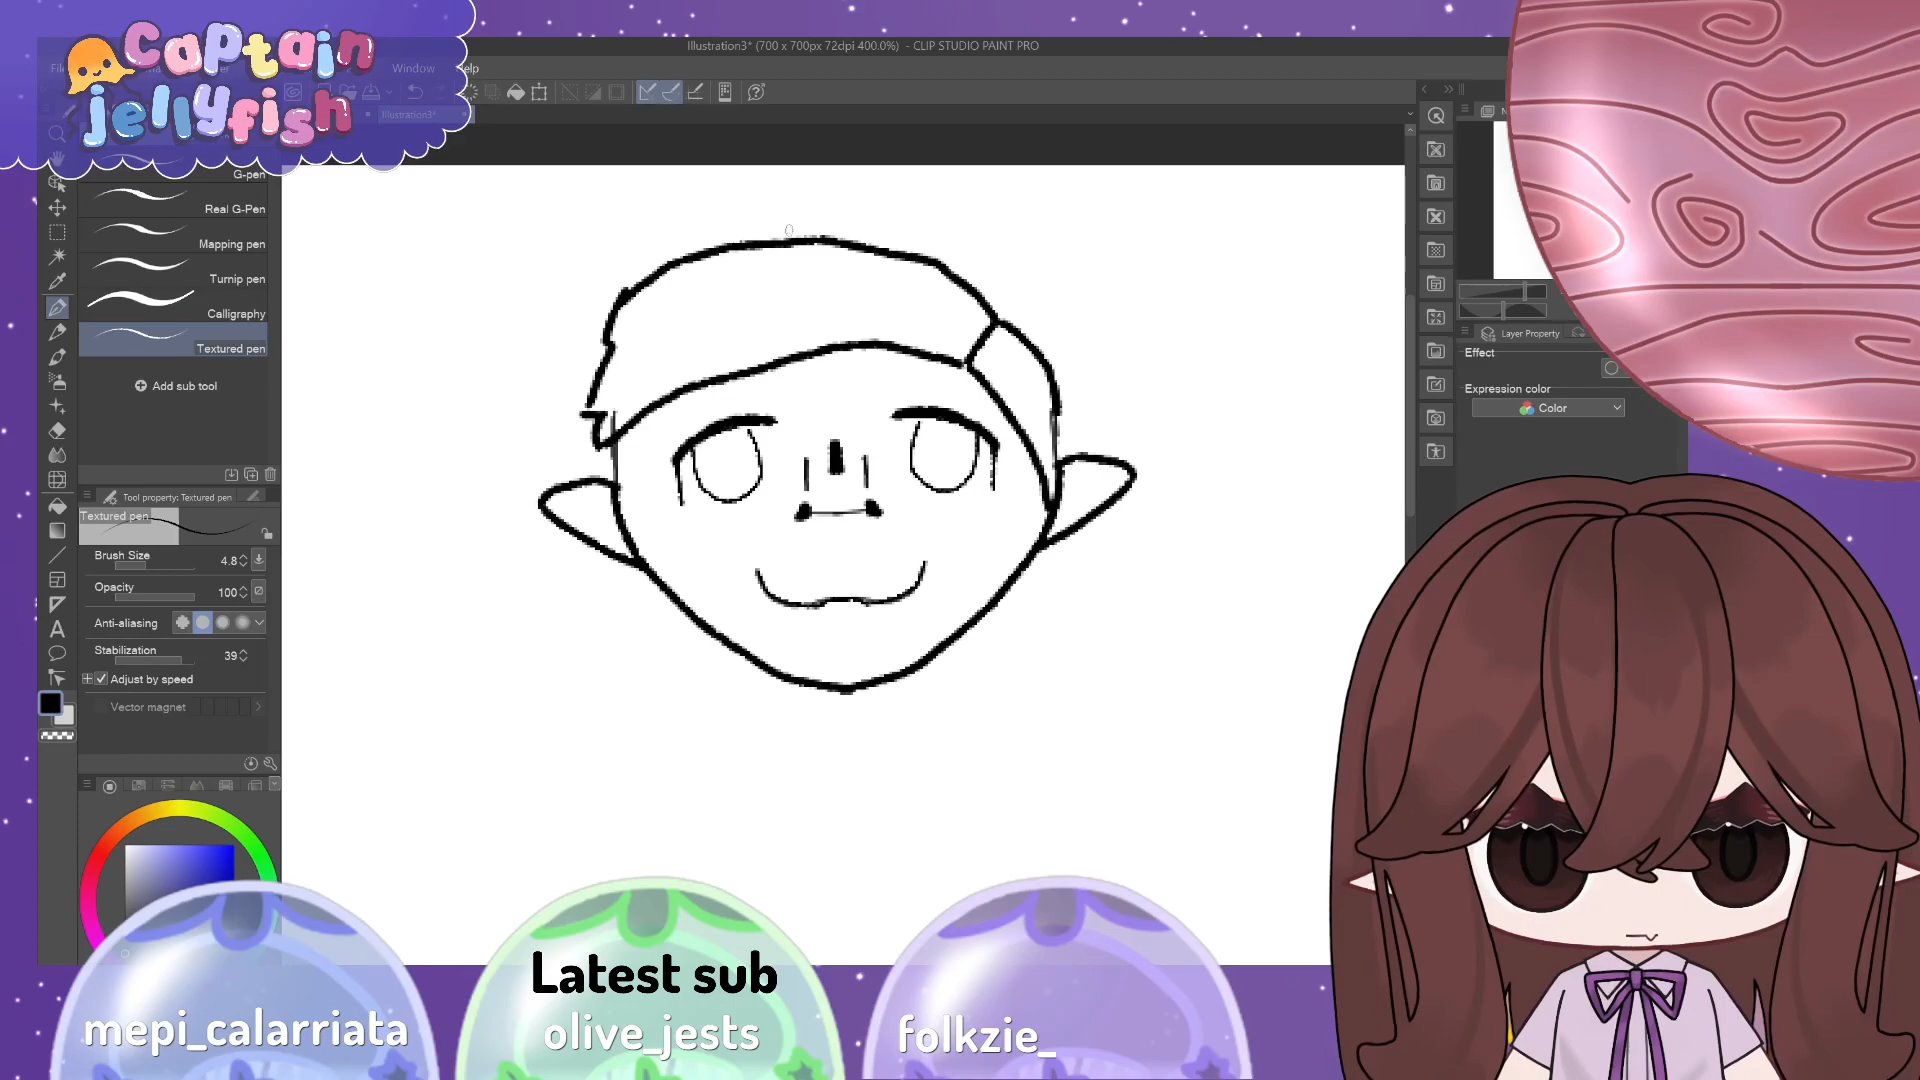 Captain
jellyfish
Illustration3* (700 x 700px 72dpi 400.0%) - CLIP STUDIO PAINT PRO
Window
Illustration3*
G-pen
Real G-Pen
Mapping pen
Turnip pen
Calligraphy
Textured pen
Add sub tool
Tool property: Textured pen
Textured pen
Brush Size 4.8
Opacity 100
Anti-aliasing
Stabilization 39
Adjust by speed
Vector magnet
Layer Property
Effect
Expression color
Color
mepi_calarriata
Latest sub
olive_jests
folkzie_